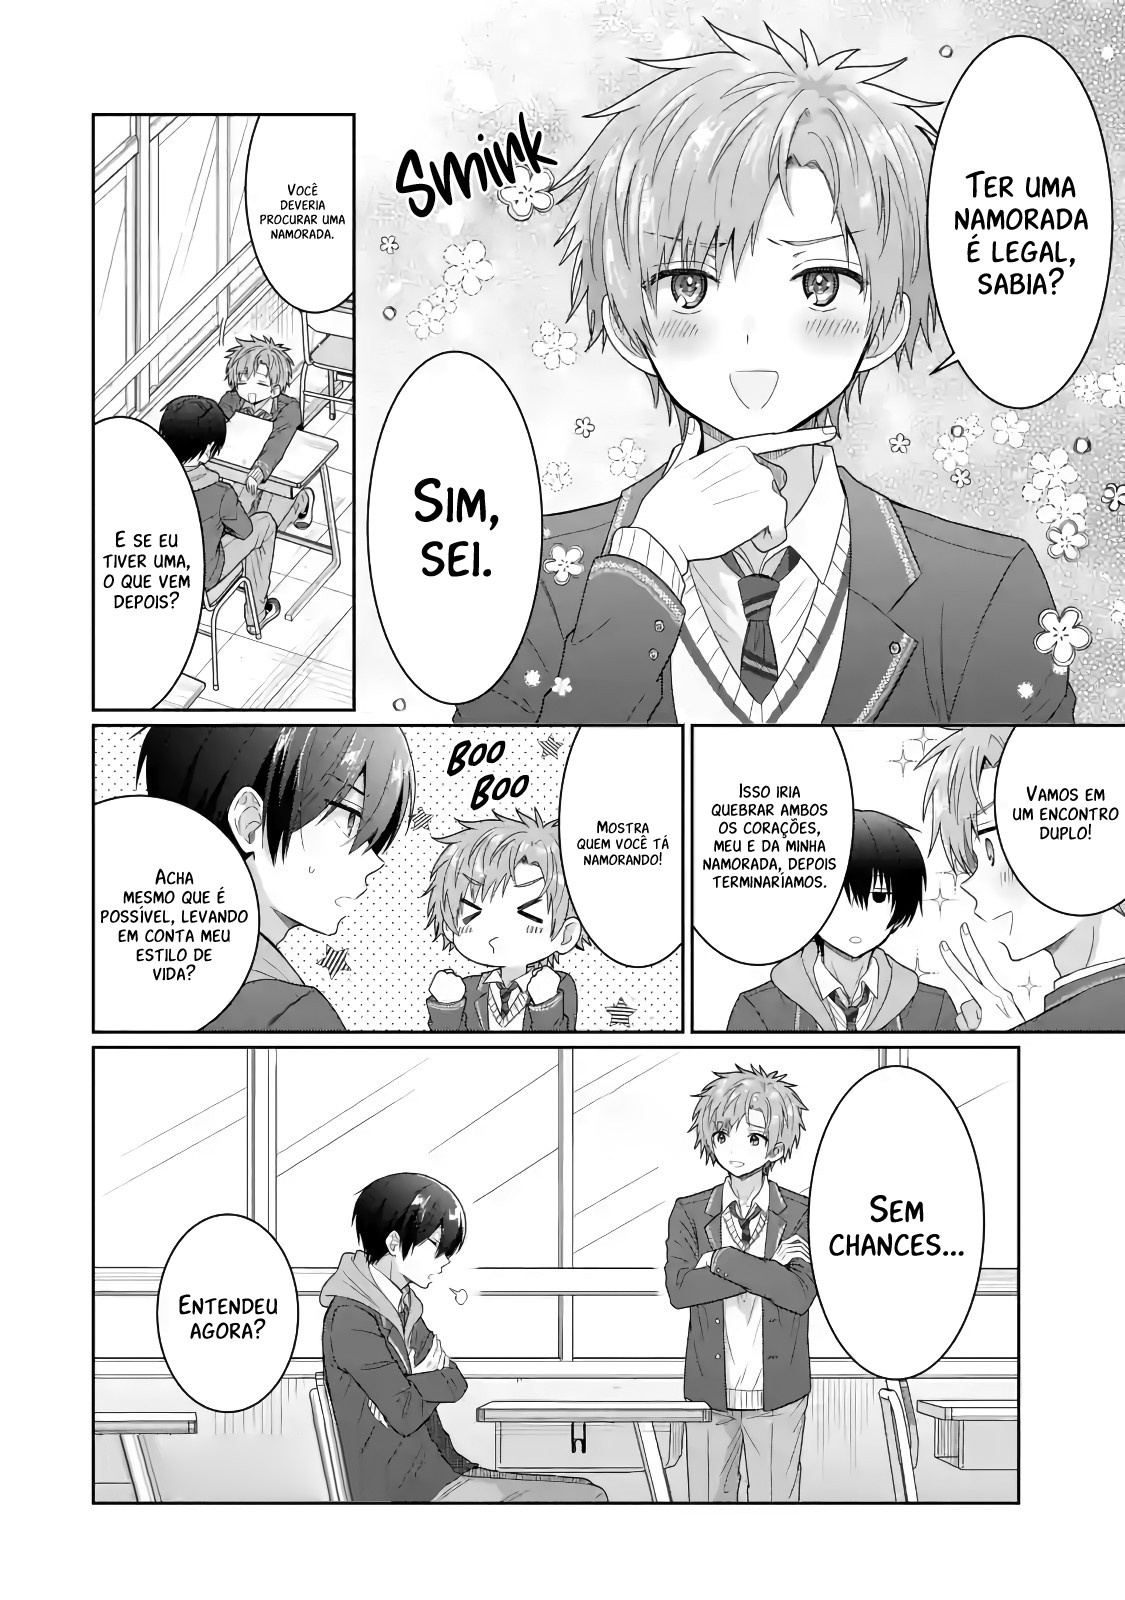 TER UMA
NAMORADA
É LEGAL,
SABIA?
Smink
SIM,
SEI.
VOCÊ
DEVERIA
PROCURAR UMA
NAMORADA.
E SE EU
TIVER UMA,
O QUE VEM
DEPOIS?
VAMOS EM
UM ENCONTRO
DUPLO!
ISSO IRIA
QUEBRAR AMBOS
OS CORAÇÕES,
MEU E DA MINHA
NAMORADA, DEPOIS
TERMINARÍAMOS.
MOSTRA
QUEM VOCÊ TÁ
NAMORANDO!
BOO
BOO
ACHA
MESMO QUE É
POSSÍVEL, LEVANDO
EM CONTA MEU
ESTILO DE
VIDA?
SEM
CHANCES...
ENTENDEU
AGORA?